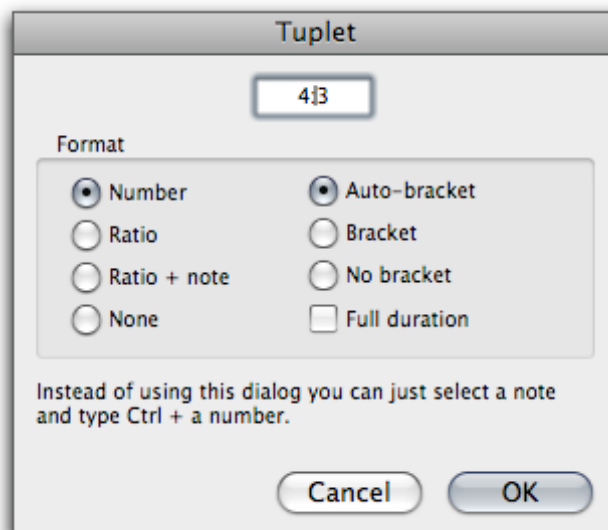 Tuplet
4:3
Format
Number
Auto-bracket
Ratio
Bracket
Ratio + note
No bracket
None
Full duration
Instead of using this dialog you can just select a note
and type Ctrl + a number.
Cancel
OK